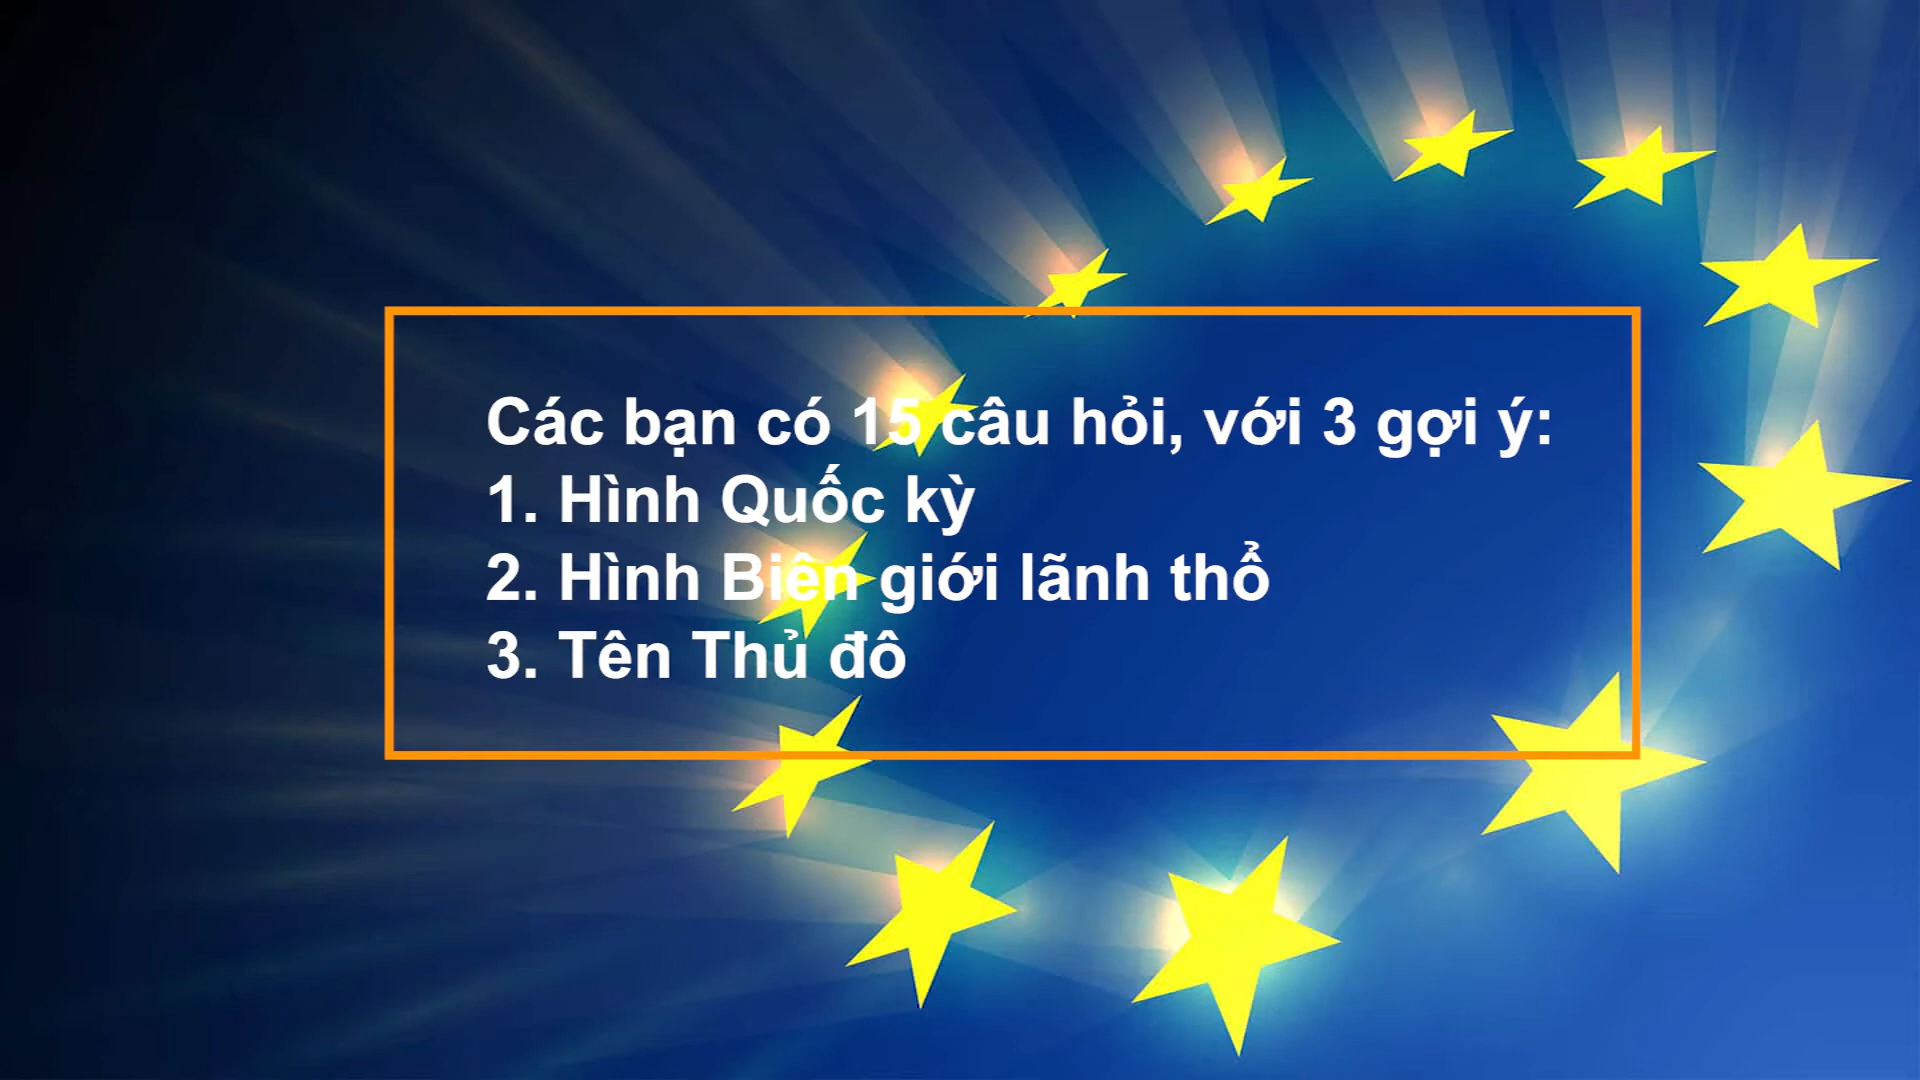 Các bạn có 15 câu hỏi, với 3 gợi ý:
1. Hình Quốc kỳ
2. Hình Biên giới lãnh thổ
3. Tên Thủ đô